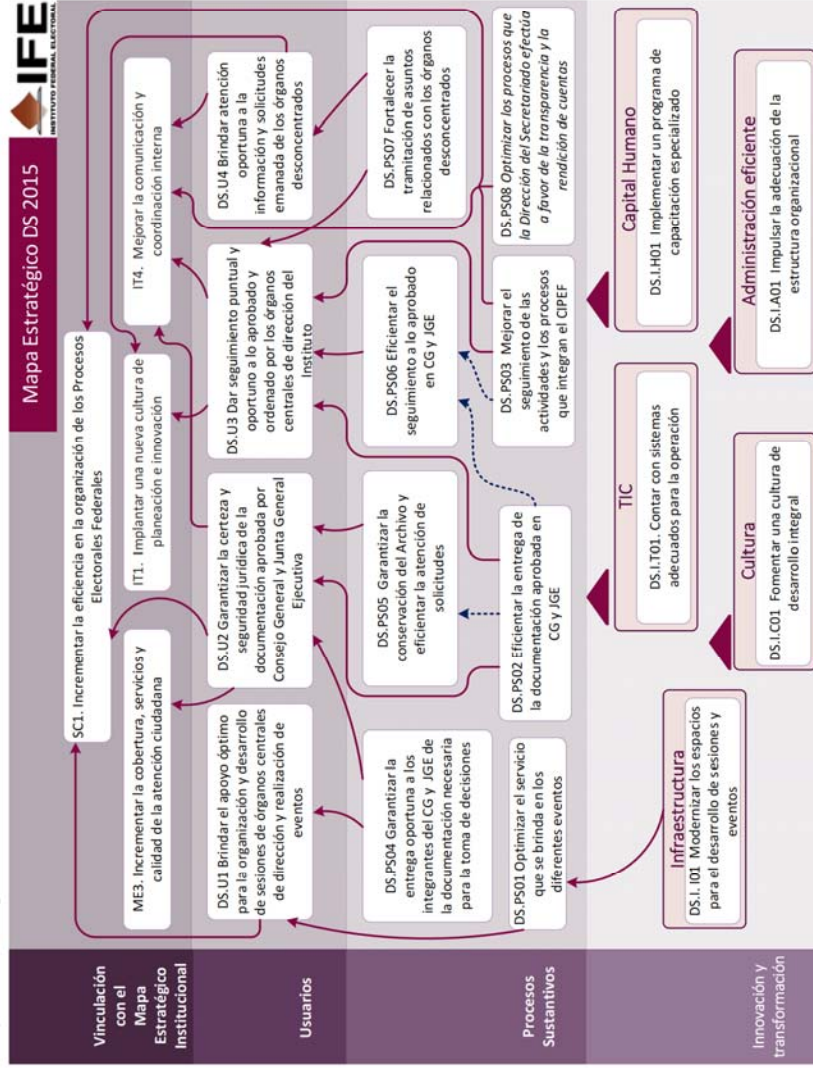 Mapa Estratégico DS 2015
IFE
INSTITUTO FEDERAL ELECTORAL
Vinculación
con el
Mapa
Estratégico
Institucional
SC1. Incrementar la eficiencia en la organización de los Procesos
Electorales Federales
ME3. Incrementar la cobertura, servicios y
calidad de la atención ciudadana
IT1. Implantar una nueva cultura de
planeación e innovación
IT4. Mejorar la comunicación y
coordinación interna
Usuarios
DS.U1 Brindar el apoyo óptimo
para la organización y desarrollo
de sesiones de órganos centrales
de dirección y realización de
eventos
DS.U2 Garantizar la certeza y
seguridad jurídica de la
documentación aprobada por
Consejo General y Junta General
Ejecutiva
DS.U3 Dar seguimiento puntual y
oportuno a lo aprobado y
ordenado por los órganos
centrales de dirección del
Instituto
DS.U4 Brindar atención
oportuna a la
información y solicitudes
emanada de los órganos
desconcentrados
Procesos
Sustantivos
DS.PS04 Garantizar la
entrega oportuna a los
integrantes del CG y JGE de
la documentación necesaria
para la toma de decisiones
DS.PS05 Garantizar la
conservación del Archivo y
eficientar la atención de
solicitudes
DS.PS06 Eficientar el
seguimiento a lo aprobado
en CG y JGE
DS.PS07 Fortalecer la
tramitación de asuntos
relacionados con los órganos
desconcentrados
DS.PS01 Optimizar el servicio
que se brinda en los
diferentes eventos
DS.PS02 Eficientar la entrega de
la documentación aprobada en
CG y JGE
DS.PS03 Mejorar el
seguimiento de las
actividades y los procesos
que integran el CIPEF
DS.PS08 Optimizar los procesos que
la Dirección del Secretariado efectúa
a favor de la transparencia y la
rendición de cuentas
Innovación y
transformación
Infraestructura
DS.I. I01 Modernizar los espacios
para el desarrollo de sesiones y
eventos
TIC
DS.I.T01. Contar con sistemas
adecuados para la operación
Capital Humano
DS.I.H01 Implementar un programa de
capacitación especializado
Cultura
DS.I.C01 Fomentar una cultura de
desarrollo integral
Administración eficiente
DS.I.A01 Impulsar la adecuación de la
estructura organizacional